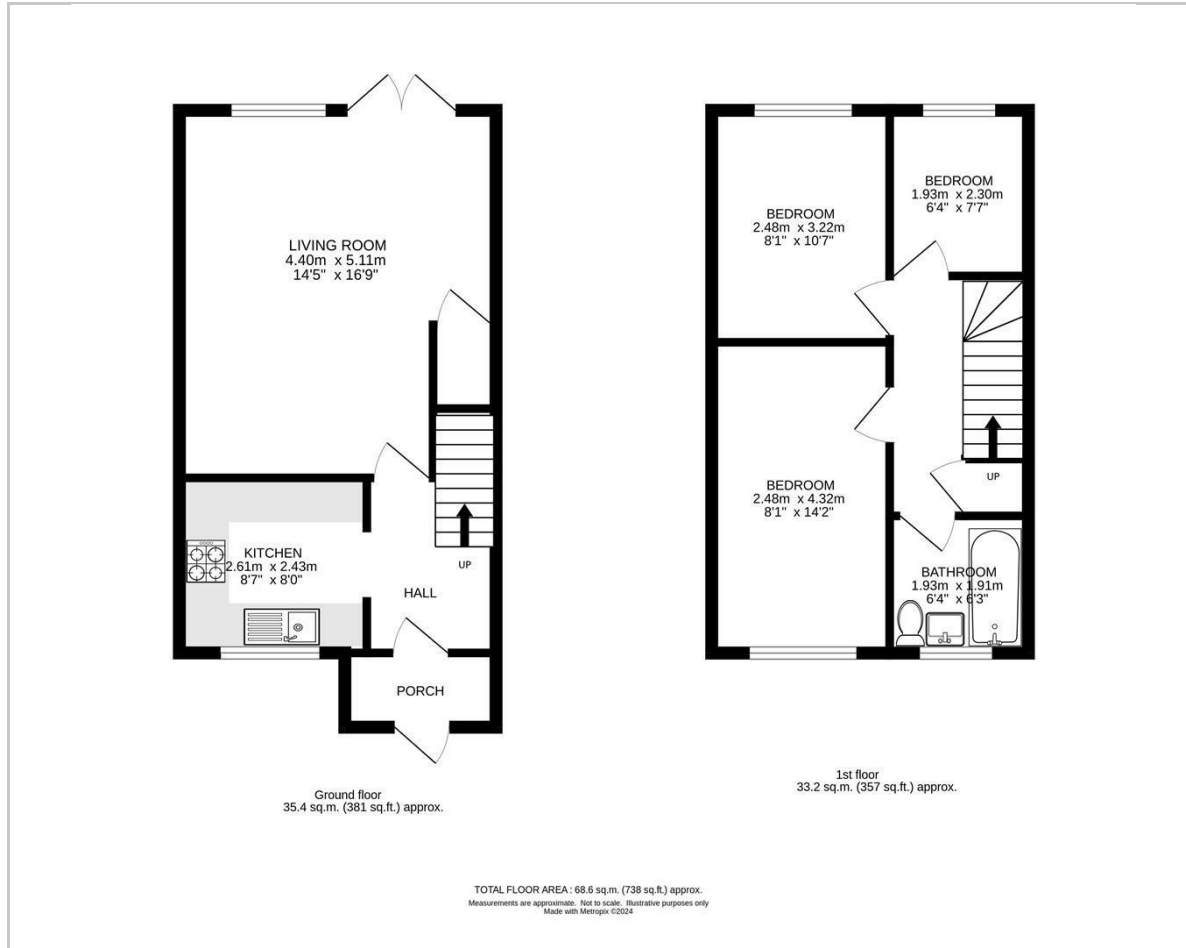 LIVING ROOM
4.40m x 5.11m
14'5" x 16'9"
KITCHEN
2.61m x 2.43m
8'7" x 8'0"
UP
HALL
PORCH
Ground floor
35.4 sq.m. (381 sq.ft.) approx.
BEDROOM
1.93m x 2.30m
6'4" x 7'7"
BEDROOM
2.48m x 3.22m
8'1" x 10'7"
BEDROOM
2.48m x 4.32m
8'1" x 14'2"
UP
BATHROOM
1.93m x 1.91m
6'4" x 6'3"
1st floor
33.2 sq.m. (357 sq.ft.) approx.
TOTAL FLOOR AREA : 68.6 sq.m. (738 sq.ft.) approx.
Measurements are approximate. Not to scale. Illustrative purposes only
Made with Metropix ©2024